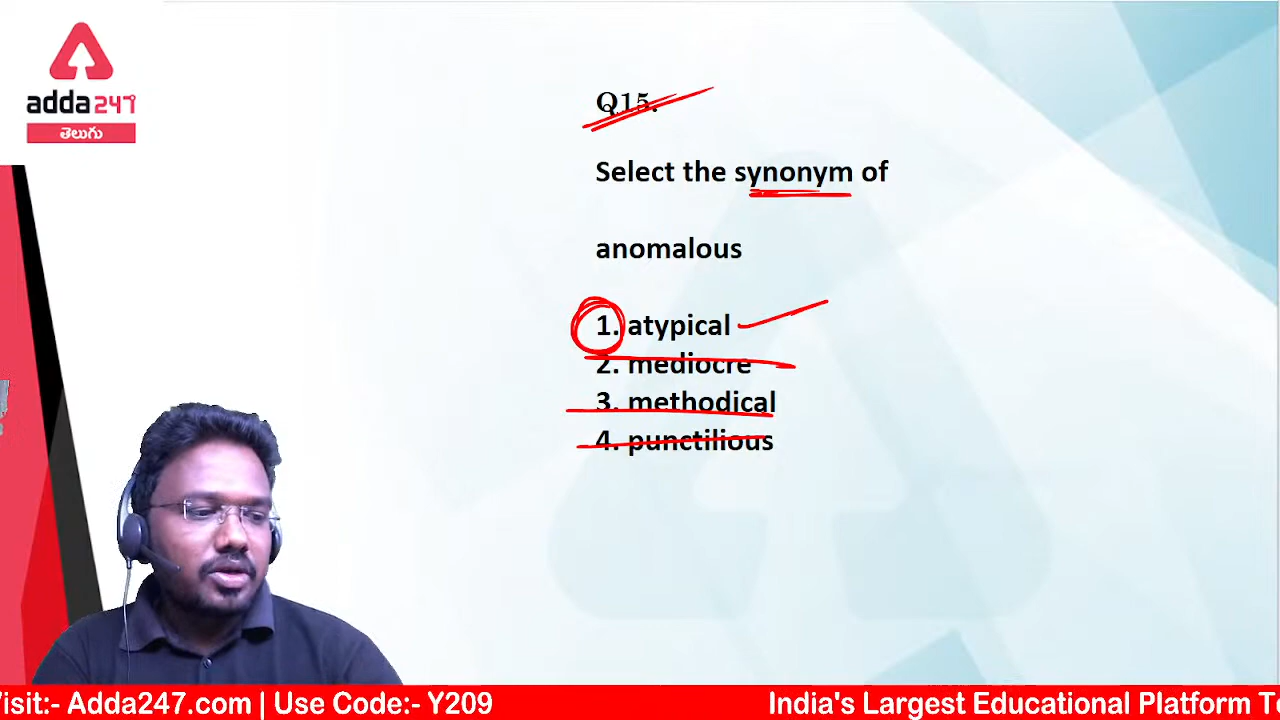 adda247
తెలుగు
Q15.
Select the synonym of
anomalous
1. atypical
2. mediocre
3. methodical
4. punctilious
isit:- Adda247.com | Use Code:- Y209
India's Largest Educational Platform T